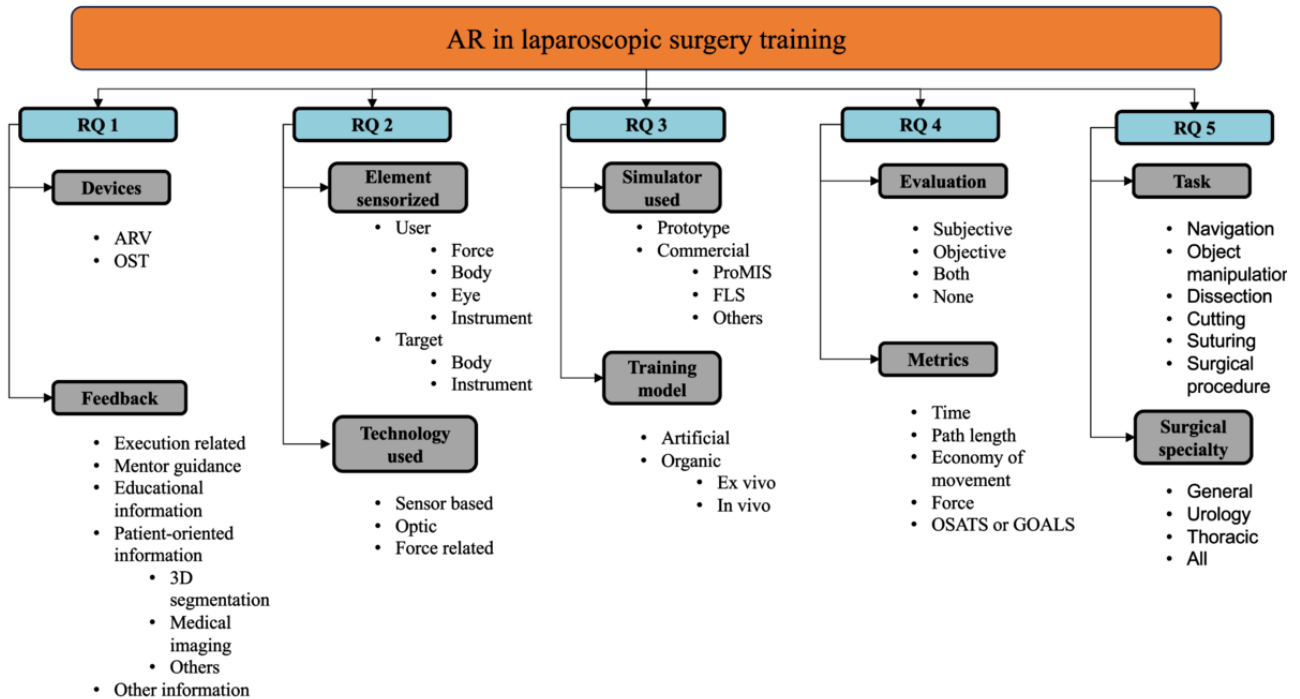 AR in laparoscopic surgery training
RQ 1
Devices
• ARV
• OST
Feedback
• Execution related
• Mentor guidance
• Educational
information
• Patient-oriented
information
• 3D
segmentation
• Medical
imaging
• Others
• Other information
RQ 2
Element
sensorized
• User
• Force
• Body
• Eye
• Instrument
• Target
• Body
• Instrument
Technology
used
• Sensor based
• Optic
• Force related
RQ 3
Simulator
used
• Prototype
• Commercial
• ProMIS
• FLS
• Others
Training
model
• Artificial
• Organic
• Ex vivo
• In vivo
RQ 4
Evaluation
• Subjective
• Objective
• Both
• None
Metrics
• Time
• Path length
• Economy of
movement
• Force
• OSATS or GOALS
RQ 5
Task
• Navigation
• Object
manipulation
• Dissection
• Cutting
• Suturing
• Surgical
procedure
Surgical
specialty
• General
• Urology
• Thoracic
• All